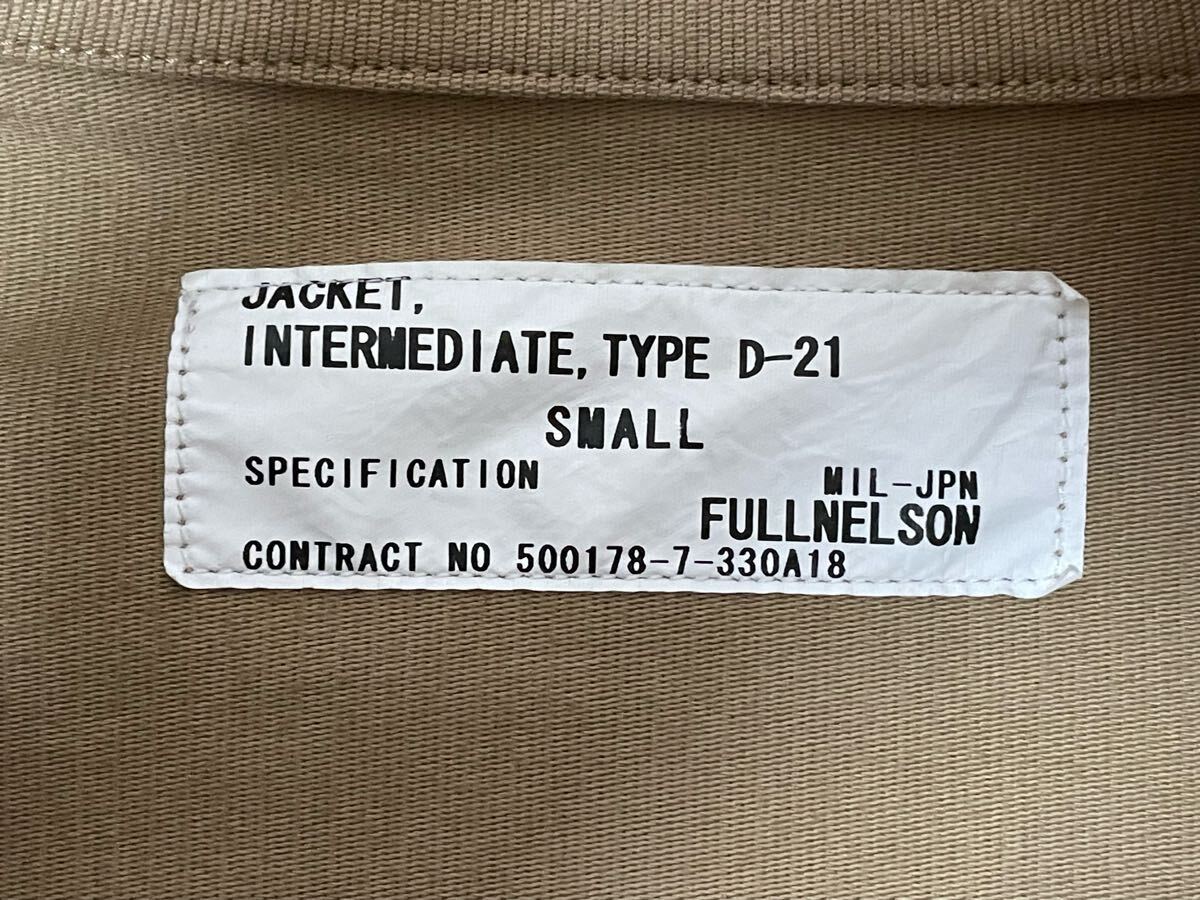 JACKET,
INTERMEDIATE, TYPE D-21
SMALL
SPECIFICATION MIL-JPN
FULLNELSON
CONTRACT NO 500178-7-330A18